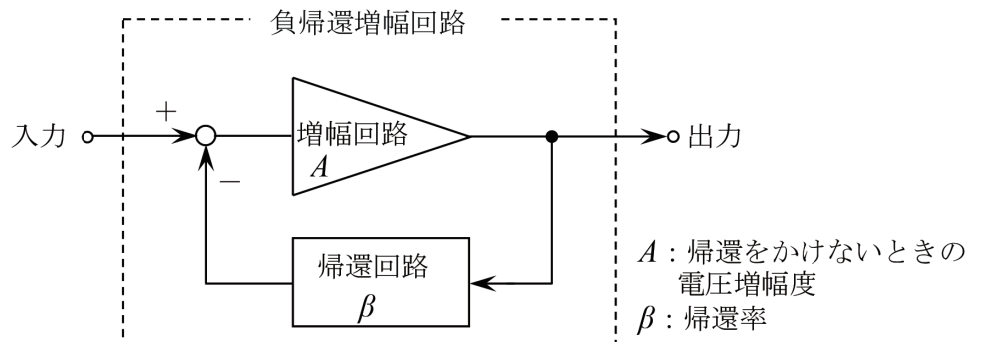 負帰還増幅回路
+
入力
増幅回路
A
出力
−
帰還回路
β
A：帰還をかけないときの
電圧増幅度
β：帰還率